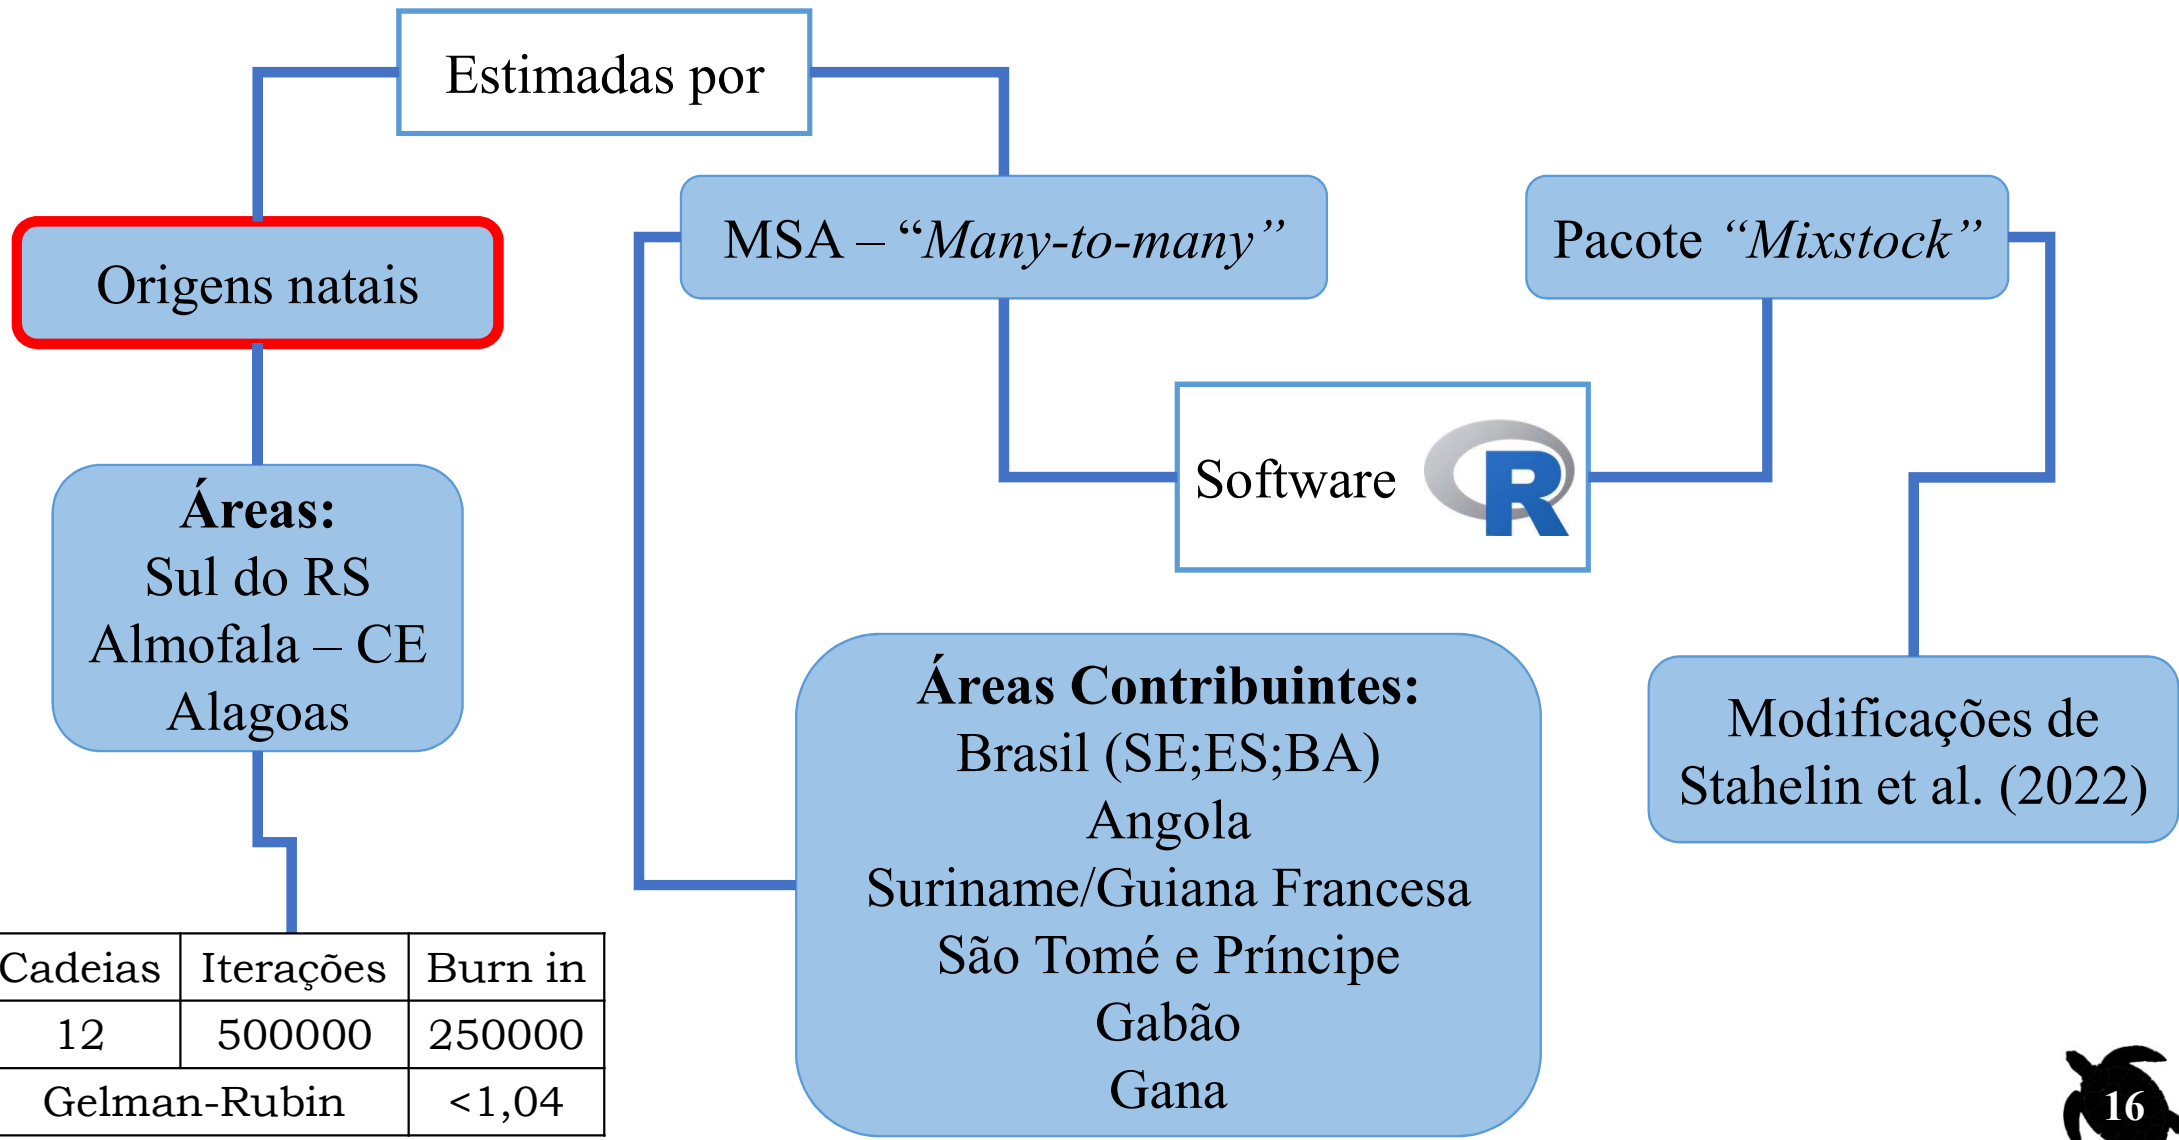 Estimadas por
Origens natais
MSA – “Many-to-many”
Pacote “Mixstock”
Software R
Áreas:
Sul do RS
Almofala – CE
Alagoas
Áreas Contribuintes:
Brasil (SE;ES;BA)
Angola
Suriname/Guiana Francesa
São Tomé e Príncipe
Gabão
Gana
Modificações de
Stahelin et al. (2022)
Cadeias Iterações Burn in
12 500000 250000
Gelman-Rubin <1,04
16